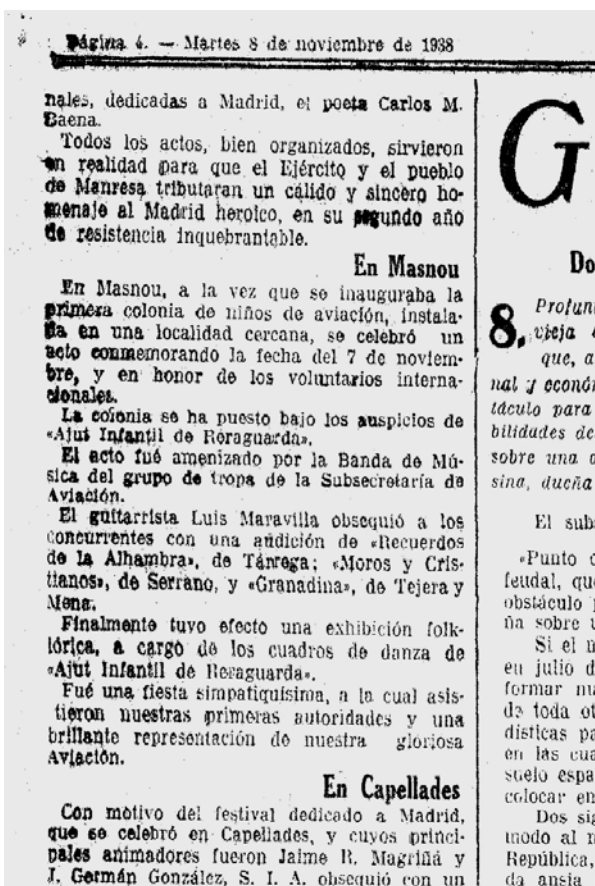 Página 4. — Martes 8 de noviembre de 1938
nales, dedicadas a Madrid, el poeta Carlos M.
Baena.
Todos los actos, bien organizados, sirvieron
en realidad para que el Ejército y el pueblo
de Manresa tributaran un cálido y sincero ho-
menaje al Madrid heroico, en su segundo año
de resistencia inquebrantable.
En Masnou
En Masnou, a la vez que se inauguraba la
primera colonia de niños de aviación, instala-
da en una localidad cercana, se celebró un
acto conmemorando la fecha del 7 de noviem-
bre, y en honor de los voluntarios interna-
cionales.
La colonia se ha puesto bajo los auspicios de
«Ajut Infantil de Reraguarda».
El acto fué amenizado por la Banda de Mú-
sica del grupo de tropa de la Subsecretaría de
Aviación.
El guitarrista Luis Maravilla obsequió a los
concurrentes con una audición de «Recuerdos
de la Alhambra», de Tárrega; «Moros y Cris-
tianos», de Serrano, y «Granadina», de Tejera y
Mena.
Finalmente tuvo efecto una exhibición folk-
lórica, a cargo de los cuadros de danza de
«Ajut Infantil de Reraguarda».
Fué una fiesta simpatiquísima, a la cual asis-
tieron nuestras primeras autoridades y una
brillante representación de nuestra gloriosa
Aviación.
En Capellades
Con motivo del festival dedicado a Madrid,
que se celebró en Capellades, y cuyos princi-
pales animadores fueron Jaime R. Magriñá y
J. Germán González, S. I. A. obsequió con un
G
Do
8. Profun
vieja
que, a
nal y econó
táculo para
bilidades de
sobre una
sina, dueña
El sub
«Punto
feudal, qu
obstáculo
ña sobre
Si el
en julio d
formar nu
da toda ot
dísticas pa
en las cua
suelo espa
colocar en
Dos sig
modo al
República,
da ansia